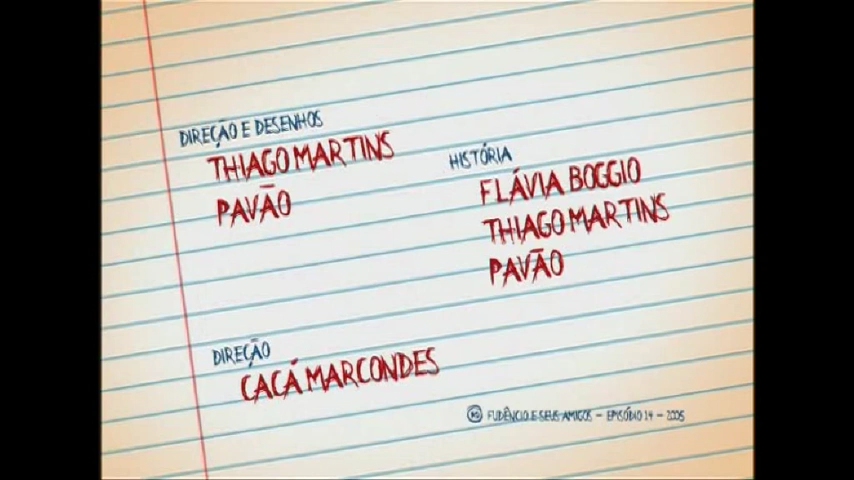 DIREÇÃO E DESENHOS
THIAGO MARTINS
PAVÃO
HISTÓRIA
FLÁVIA BOGGIO
THIAGO MARTINS
PAVÃO
DIREÇÃO
CACÁ MARCONDES
FUDÊNCIO E SEUS AMIGOS - EPISÓDIO 14 - 2005